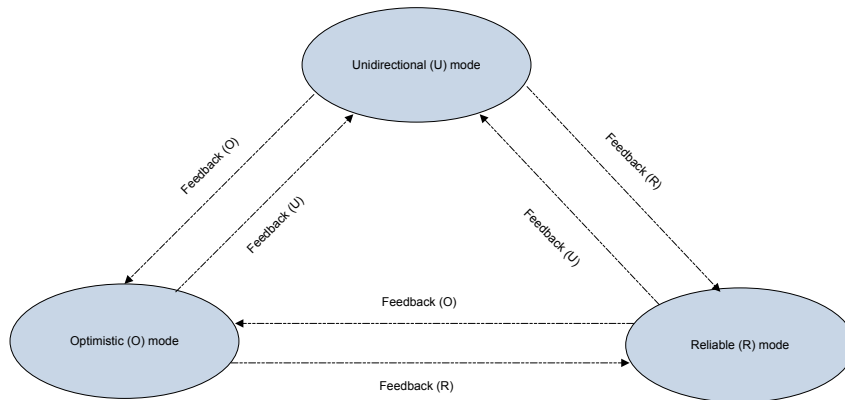 Unidirectional (U) mode
Feedback (O)
Feedback (R)
Feedback (U)
Feedback (U)
Feedback (O)
Optimistic (O) mode
Reliable (R) mode
Feedback (R)